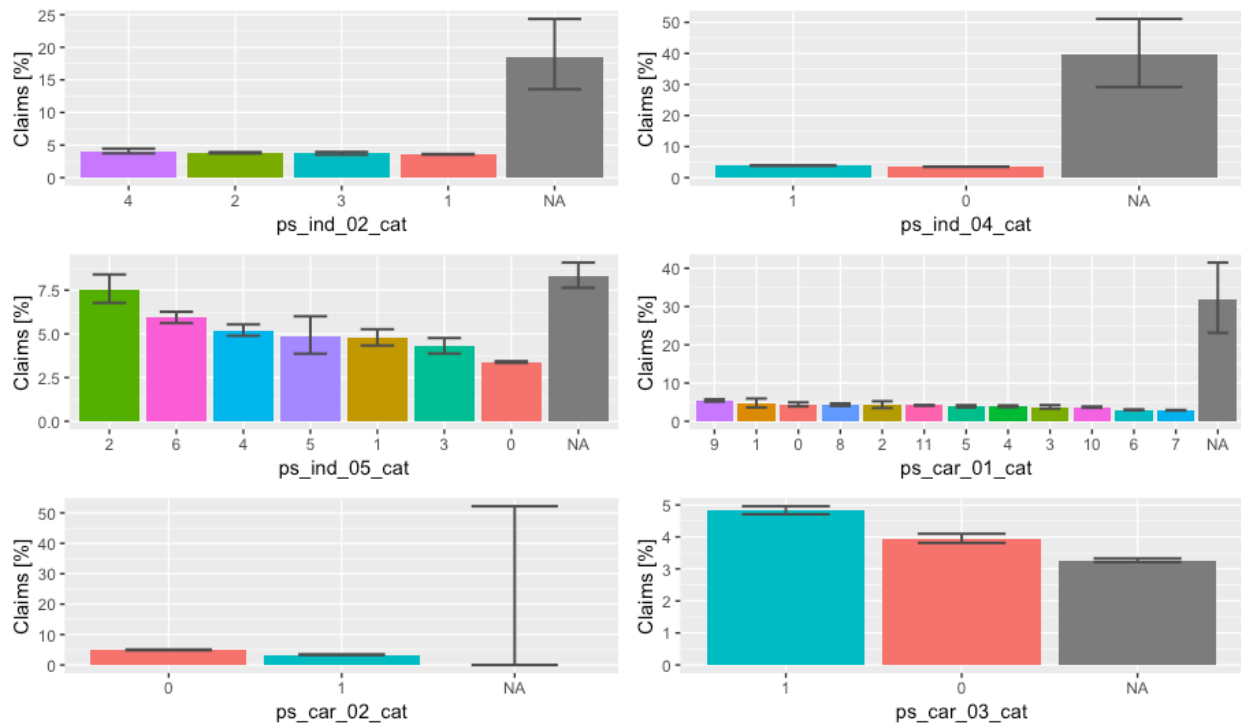 Claims [%]
25
20
15
10
5
0
4 2 3 1 NA
ps_ind_02_cat
Claims [%]
50
40
30
20
10
0
1 0 NA
ps_ind_04_cat
Claims [%]
7.5
5.0
2.5
0.0
2 6 4 5 1 3 0 NA
ps_ind_05_cat
Claims [%]
40
30
20
10
0
9 1 0 8 2 11 5 4 3 10 6 7 NA
ps_car_01_cat
Claims [%]
50
40
30
20
10
0
0 1 NA
ps_car_02_cat
Claims [%]
5
4
3
2
1
0
1 0 NA
ps_car_03_cat